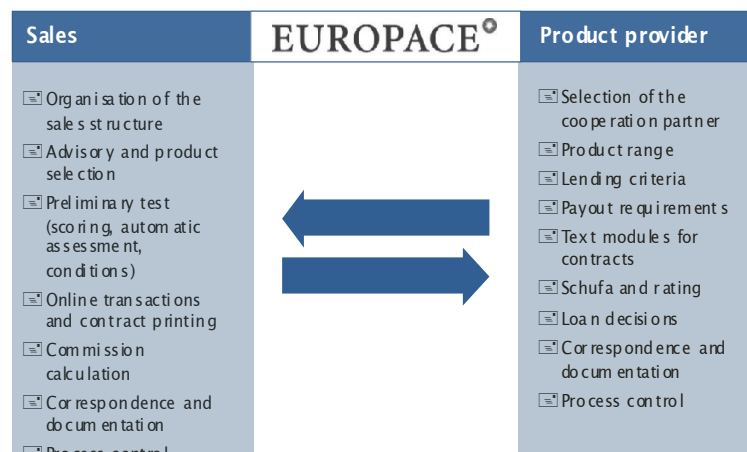 Sales
EUROPACE
Product provider
Organisation of the
sales structure
Advisory and product
selection
Preliminary test
(scoring, automatic
assessment,
conditions)
Online transactions
and contract printing
Commission
calculation
Correspondence and
documentation
Process control
Selection of the
cooperation partner
Product range
Lending criteria
Payout requirements
Text modules for
contracts
Schufa and rating
Loan decisions
Correspondence and
documentation
Process control